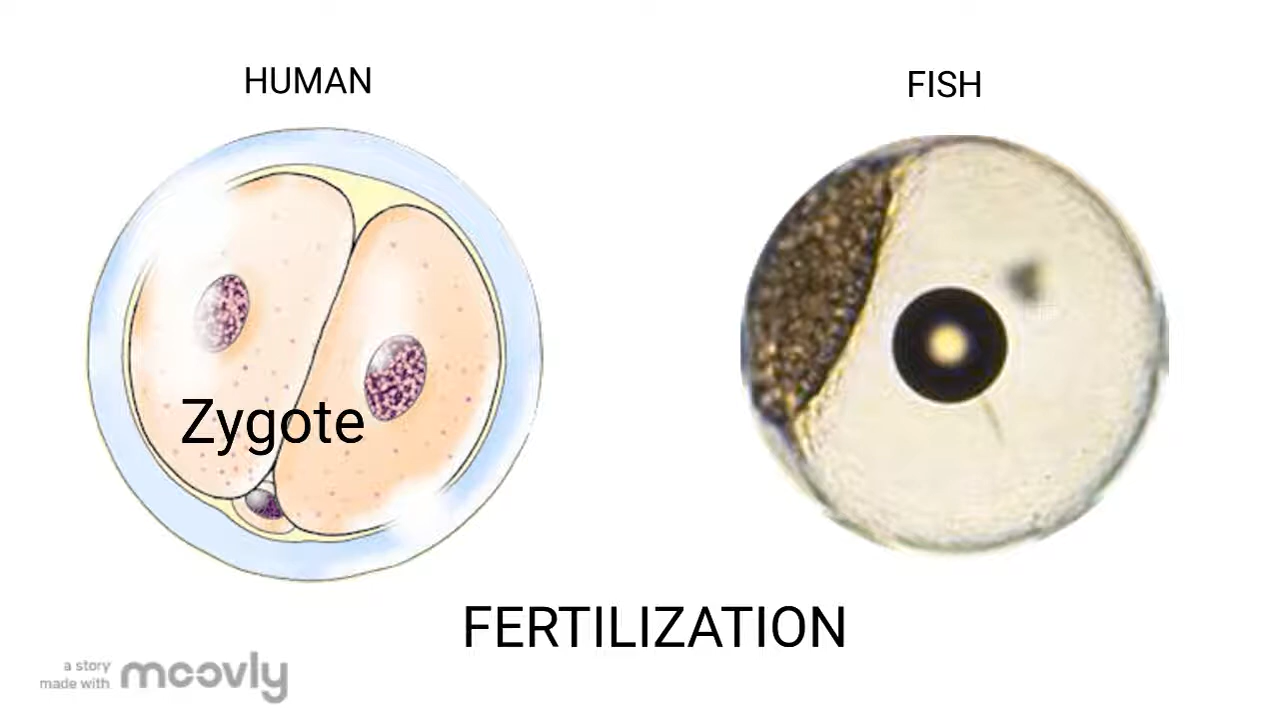 HUMAN
FISH
Zygote
FERTILIZATION
a story
made with moovly